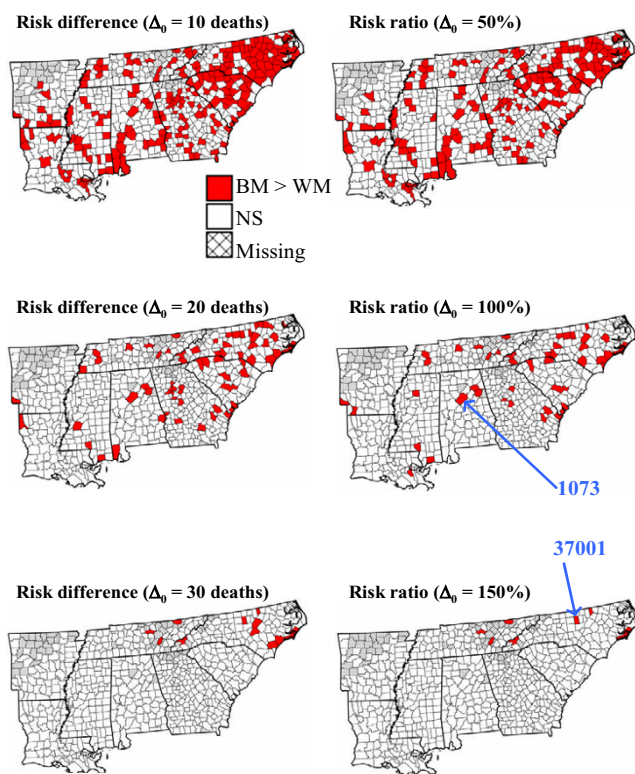 Risk difference (Δ₀ = 10 deaths)
Risk ratio (Δ₀ = 50%)
BM > WM
NS
Missing
Risk difference (Δ₀ = 20 deaths)
Risk ratio (Δ₀ = 100%)
1073
37001
Risk difference (Δ₀ = 30 deaths)
Risk ratio (Δ₀ = 150%)